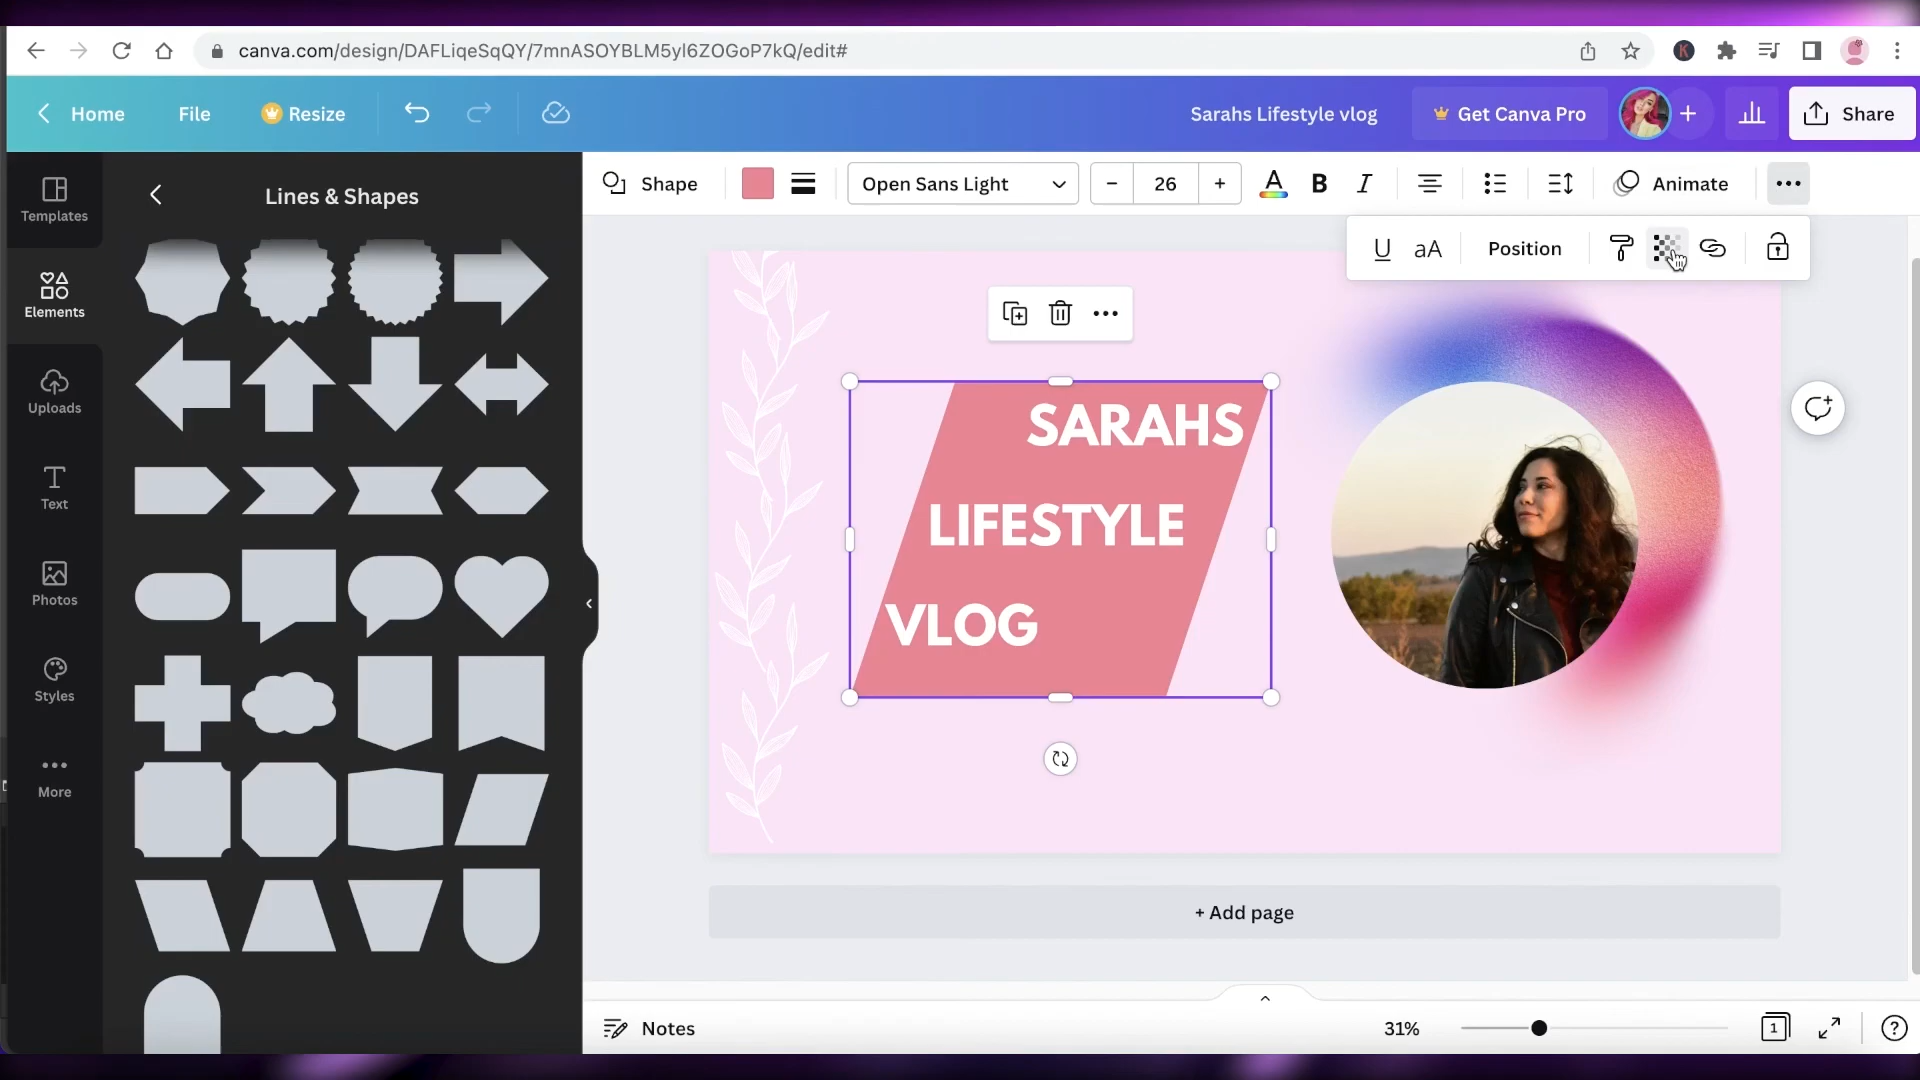 canva.com/design/DAFLiqeSqQY/7mnASOYBLM5yl6ZOGoP7kQ/edit#
K
Home
File
Resize
Sarahs Lifestyle vlog
Get Canva Pro
+
Share
Templates
Elements
Uploads
Text
Photos
Styles
More
Lines & Shapes
Shape
Open Sans Light
− 26 +
A
B
I
Animate
U
aA
Position
SARAHS
LIFESTYLE
VLOG
+ Add page
Notes
31%
1
?